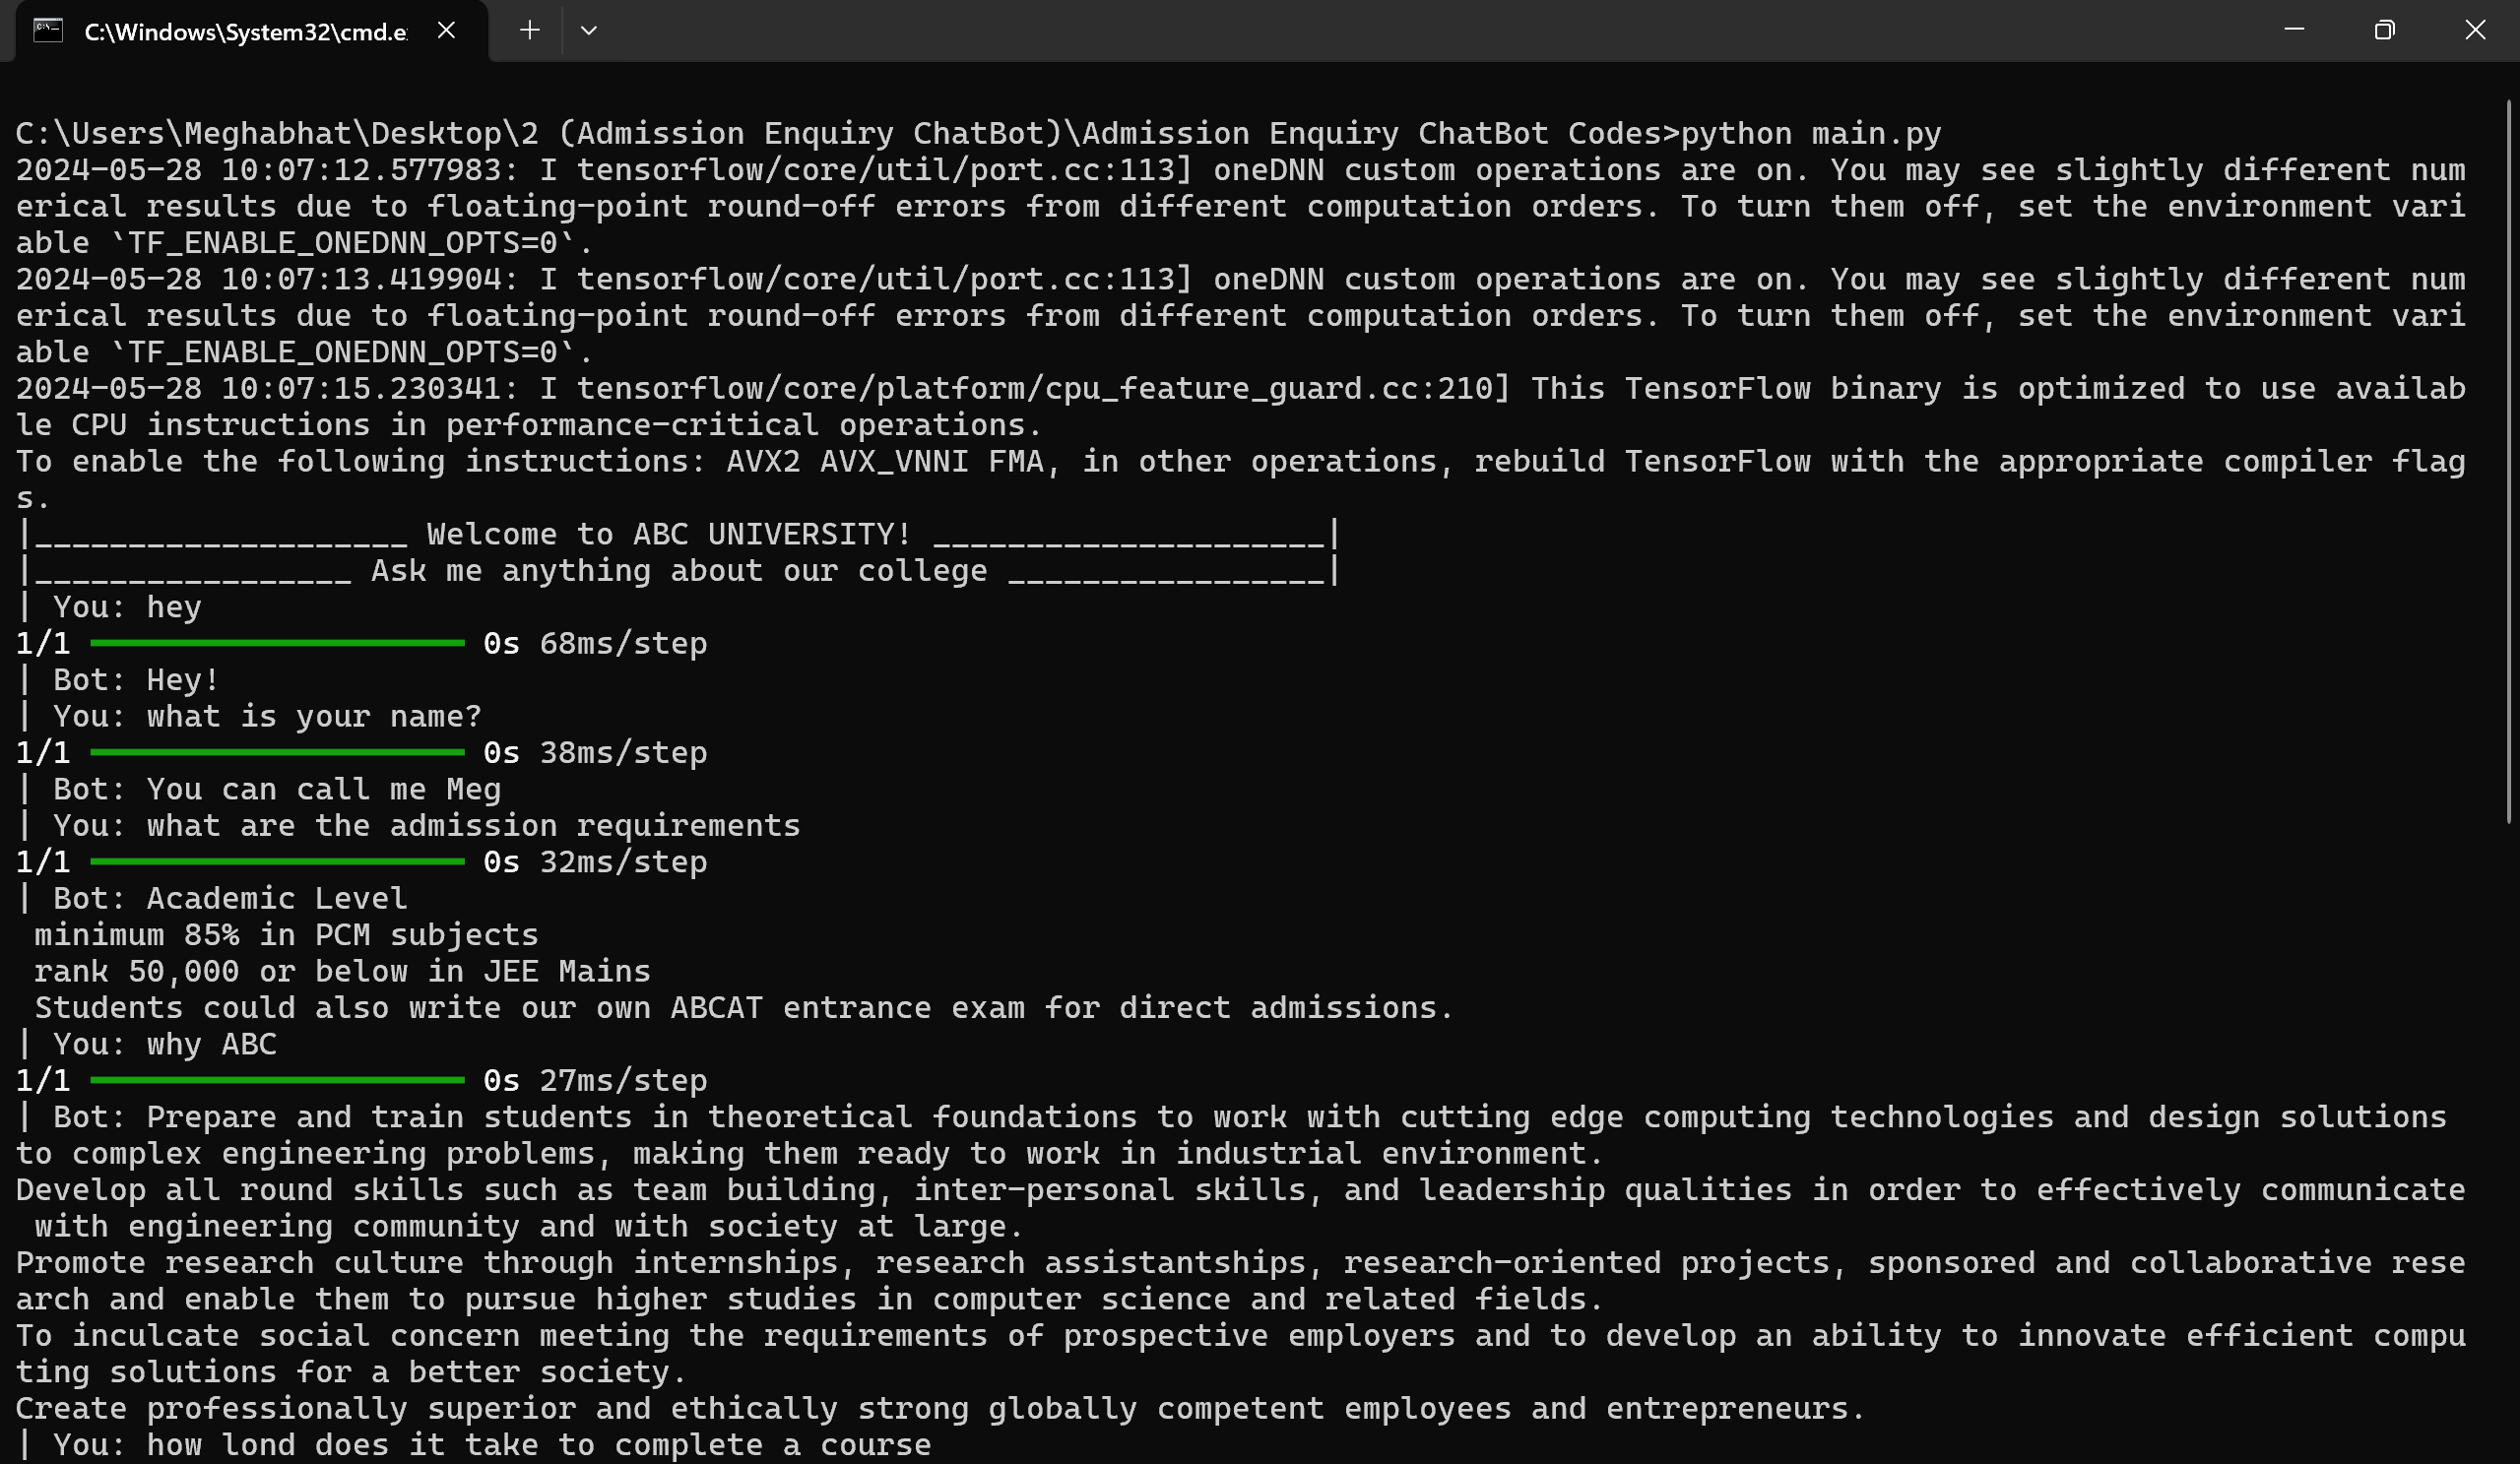 C:\Windows\System32\cmd.e
C:\Users\Meghabhat\Desktop\2 (Admission Enquiry ChatBot)\Admission Enquiry ChatBot Codes>python main.py
2024-05-28 10:07:12.577983: I tensorflow/core/util/port.cc:113] oneDNN custom operations are on. You may see slightly different num
erical results due to floating-point round-off errors from different computation orders. To turn them off, set the environment vari
able `TF_ENABLE_ONEDNN_OPTS=0`.
2024-05-28 10:07:13.419904: I tensorflow/core/util/port.cc:113] oneDNN custom operations are on. You may see slightly different num
erical results due to floating-point round-off errors from different computation orders. To turn them off, set the environment vari
able `TF_ENABLE_ONEDNN_OPTS=0`.
2024-05-28 10:07:15.230341: I tensorflow/core/platform/cpu_feature_guard.cc:210] This TensorFlow binary is optimized to use availab
le CPU instructions in performance-critical operations.
To enable the following instructions: AVX2 AVX_VNNI FMA, in other operations, rebuild TensorFlow with the appropriate compiler flag
s.
|____________________ Welcome to ABC UNIVERSITY! _____________________|
|_________________ Ask me anything about our college _________________|
| You: hey
1/1 ━━━━━━━━━━━━━━━━━━━━ 0s 68ms/step
| Bot: Hey!
| You: what is your name?
1/1 ━━━━━━━━━━━━━━━━━━━━ 0s 38ms/step
| Bot: You can call me Meg
| You: what are the admission requirements
1/1 ━━━━━━━━━━━━━━━━━━━━ 0s 32ms/step
| Bot: Academic Level
 minimum 85% in PCM subjects
 rank 50,000 or below in JEE Mains
 Students could also write our own ABCAT entrance exam for direct admissions.
| You: why ABC
1/1 ━━━━━━━━━━━━━━━━━━━━ 0s 27ms/step
| Bot: Prepare and train students in theoretical foundations to work with cutting edge computing technologies and design solutions
to complex engineering problems, making them ready to work in industrial environment.
Develop all round skills such as team building, inter-personal skills, and leadership qualities in order to effectively communicate
 with engineering community and with society at large.
Promote research culture through internships, research assistantships, research-oriented projects, sponsored and collaborative rese
arch and enable them to pursue higher studies in computer science and related fields.
To inculcate social concern meeting the requirements of prospective employers and to develop an ability to innovate efficient compu
ting solutions for a better society.
Create professionally superior and ethically strong globally competent employees and entrepreneurs.
| You: how lond does it take to complete a course